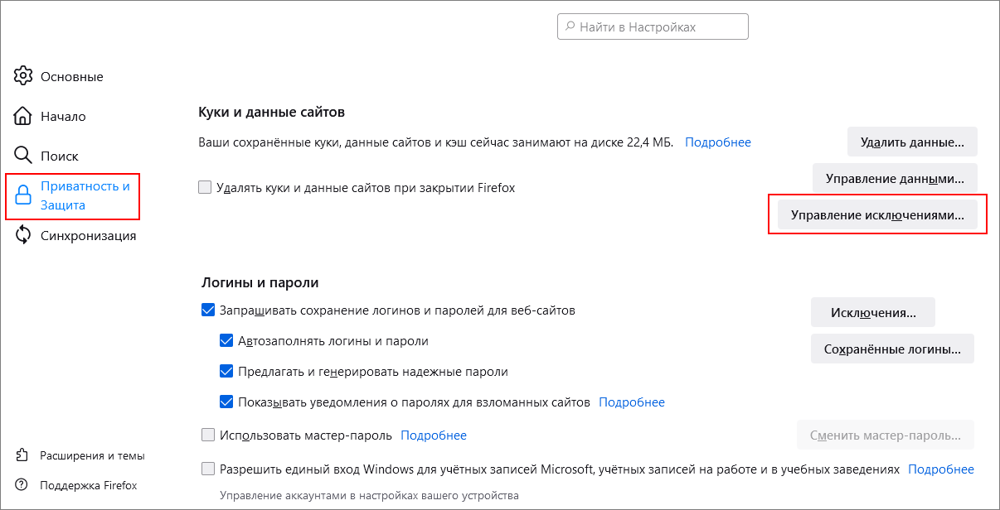 Найти в Настройках
Основные
Начало
Поиск
Приватность и
Защита
Синхронизация
Расширения и темы
Поддержка Firefox
Куки и данные сайтов
Ваши сохранённые куки, данные сайтов и кэш сейчас занимают на диске 22,4 МБ. Подробнее
Удалить данные...
Управление данными...
Удалять куки и данные сайтов при закрытии Firefox
Управление исключениями...
Логины и пароли
Запрашивать сохранение логинов и паролей для веб-сайтов
Исключения...
Автозаполнять логины и пароли
Сохранённые логины...
Предлагать и генерировать надежные пароли
Показывать уведомления о паролях для взломанных сайтов Подробнее
Использовать мастер-пароль Подробнее
Сменить мастер-пароль...
Разрешить единый вход Windows для учётных записей Microsoft, учётных записей на работе и в учебных заведениях Подробнее
Управление аккаунтами в настройках вашего устройства